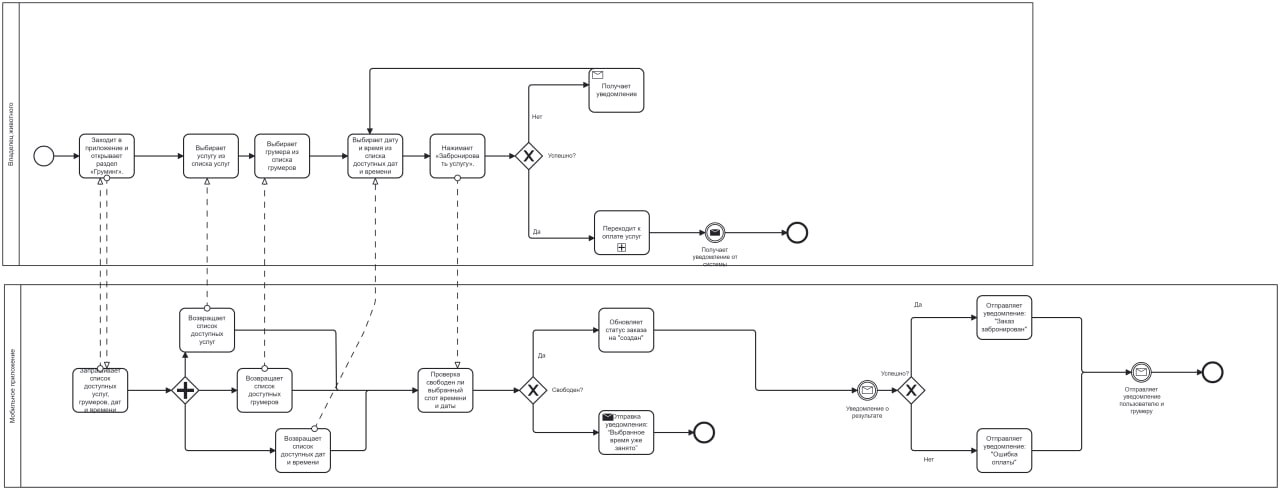 Владелец животного
Заходит в
приложение и
открывает
раздел
«Груминг».
Выбирает
услугу из
списка услуг
Выбирает
грумера из
списка
грумеров
Выбирает дату
и время из
списка
доступных дат
и времени
Нажимает
«Забронирова
ть услугу».
Успешно?
Нет
Получает
уведомление
Да
Переходит к
оплате услуг
Получает
уведомление от
системы
Мобильное приложение
Запрашивает
список
доступных
услуг,
грумеров, дат
и времени
Возвращает
список
доступных
услуг
Возвращает
список
доступных
грумеров
Возвращает
список
доступных дат
и времени
Проверка
свободен ли
выбранный
слот времени
и даты
Свободен?
Да
Обновляет
статус заказа
на "создан"
Нет
Отправка
уведомления:
"Выбранное
время уже
занято"
Уведомление о
результате
Успешно?
Да
Отправляет
уведомление:
"Заказ
забронирован"
Нет
Отправляет
уведомление:
"Ошибка
оплаты"
Отправляет
уведомление
пользователю и
грумеру